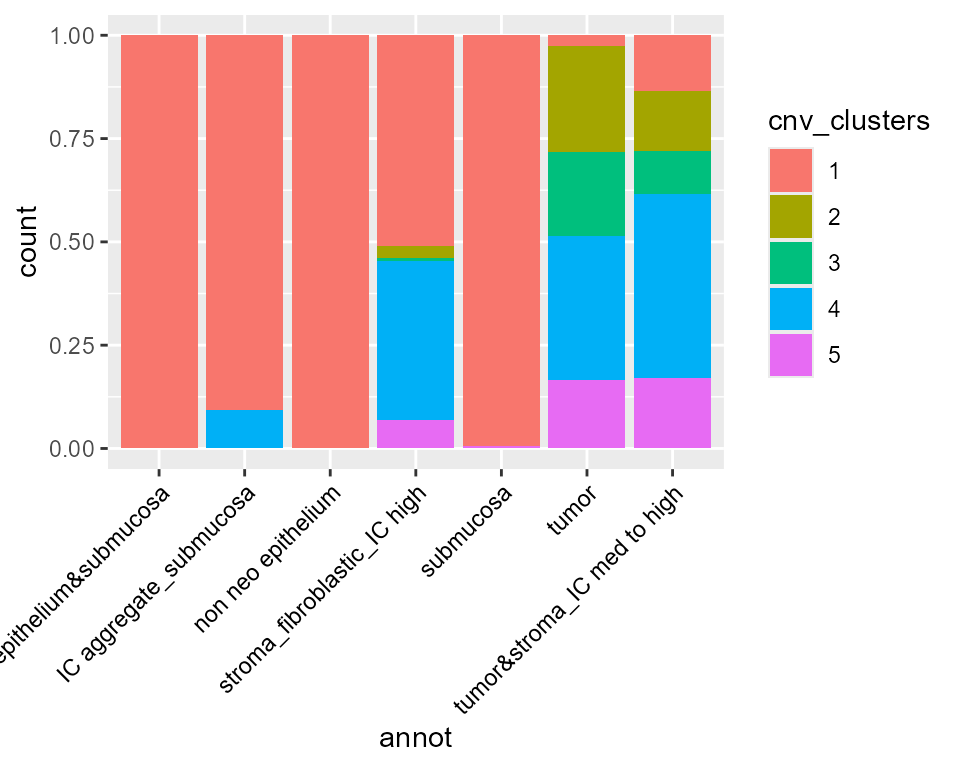 1.00
0.75
0.50
0.25
0.00
count
epithelium&submucosa
IC aggregate_submucosa
non neo epithelium
stroma_fibroblastic_IC high
submucosa
tumor
tumor&stroma_IC med to high
annot
cnv_clusters
1
2
3
4
5